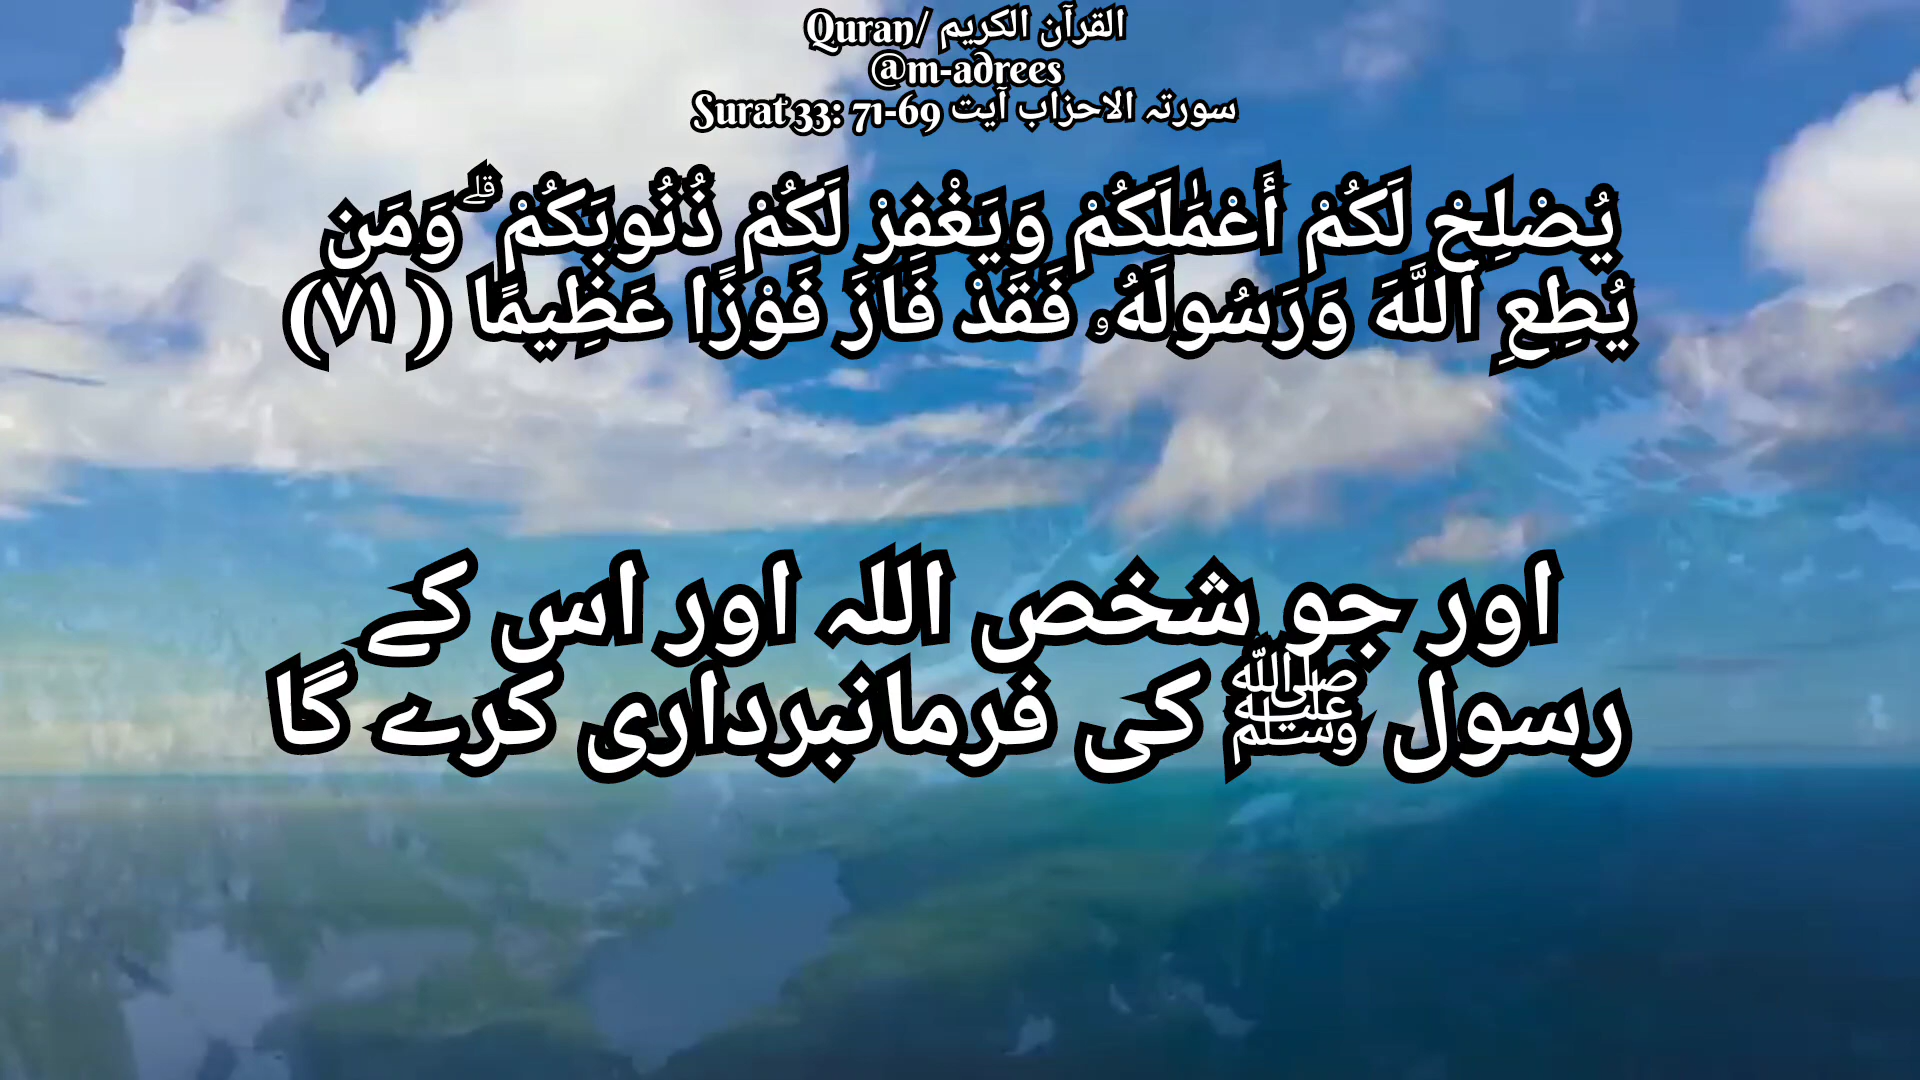 Quran/ القرآن الكريم
@m-adrees
Surat 33: 71-69 سورتہ الاحزاب آیت
يُصْلِحْ لَكُمْ أَعْمَٰلَكُمْ وَيَغْفِرْ لَكُمْ ذُنُوبَكُمْ ۗ وَمَن
يُطِعِ ٱللَّهَ وَرَسُولَهُۥ فَقَدْ فَازَ فَوْزًا عَظِيمًا (٧١)
اور جو شخص اللہ اور اس کے
رسول ﷺ کی فرمانبرداری کرے گا